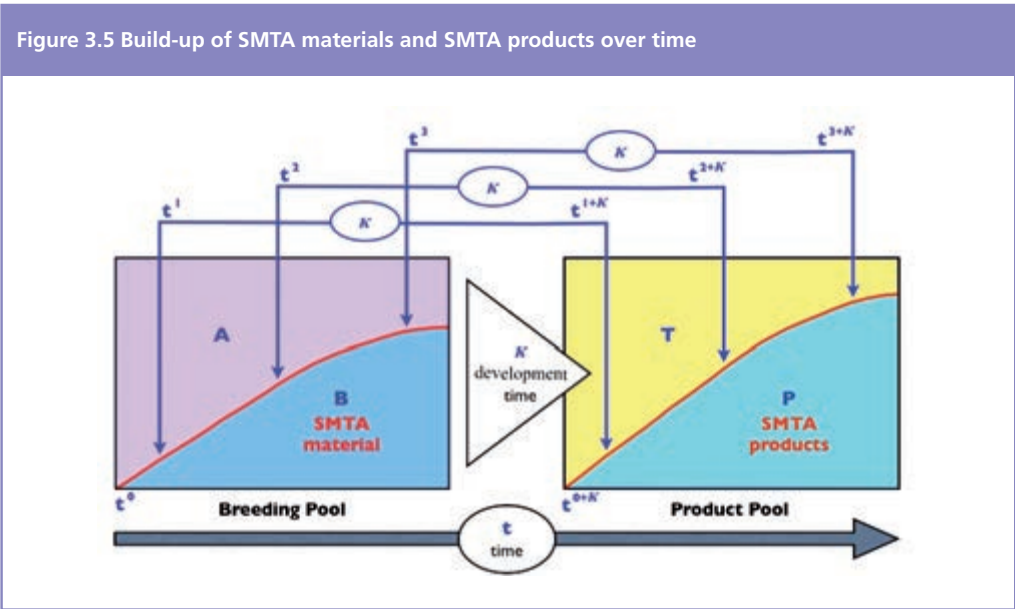 Figure 3.5 Build-up of SMTA materials and SMTA products over time
t³
K
t³⁺ᴷ
t²
K
t²⁺ᴷ
t¹
K
t¹⁺ᴷ
A
T
K
development
time
B
SMTA
material
P
SMTA
products
t⁰
Breeding Pool
t⁰⁺ᴷ
Product Pool
t
time